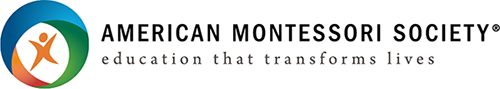 AMERICAN MONTESSORI SOCIETY®
education that transforms lives